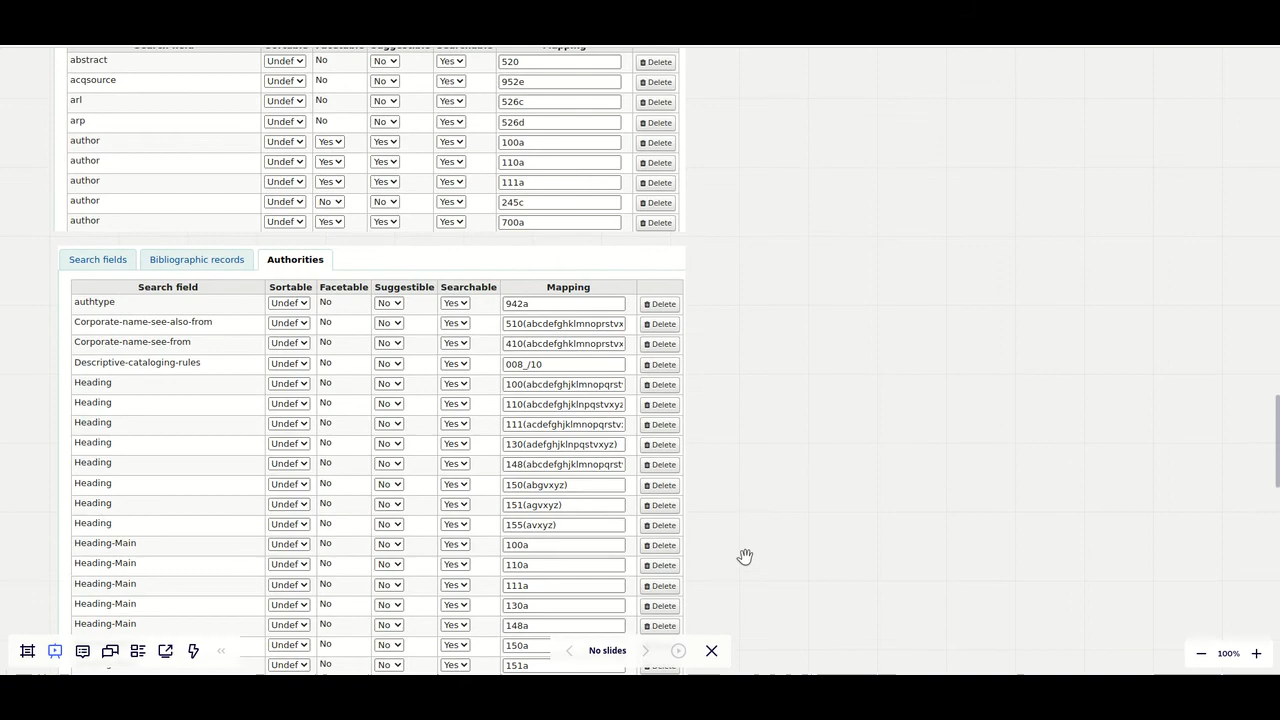 Search field Sortable Facetable Suggestible Searchable Mapping
abstract Undef No No Yes 520 Delete
acqsource Undef No No Yes 952e Delete
arl Undef No No Yes 526c Delete
arp Undef No No Yes 526d Delete
author Undef Yes Yes Yes 100a Delete
author Undef Yes Yes Yes 110a Delete
author Undef Yes Yes Yes 111a Delete
author Undef No No Yes 245c Delete
author Undef Yes Yes Yes 700a Delete
Search fields Bibliographic records Authorities
Search field Sortable Facetable Suggestible Searchable Mapping
authtype Undef No No Yes 942a Delete
Corporate-name-see-also-from Undef No No Yes 510(abcdefghklmnoprstvx Delete
Corporate-name-see-from Undef No No Yes 410(abcdefghklmnoprstvx Delete
Descriptive-cataloging-rules Undef No No Yes 008_/10 Delete
Heading Undef No No Yes 100(abcdefghjklmnopqrst Delete
Heading Undef No No Yes 110(abcdefghjklnpqstvxyz Delete
Heading Undef No No Yes 111(acdefghjklmnopqrstv Delete
Heading Undef No No Yes 130(adefghjklnpqstvxyz) Delete
Heading Undef No No Yes 148(abcdefghjklmnopqrst Delete
Heading Undef No No Yes 150(abgvxyz) Delete
Heading Undef No No Yes 151(agvxyz) Delete
Heading Undef No No Yes 155(avxyz) Delete
Heading-Main Undef No No Yes 100a Delete
Heading-Main Undef No No Yes 110a Delete
Heading-Main Undef No No Yes 111a Delete
Heading-Main Undef No No Yes 130a Delete
Heading-Main Undef No No Yes 148a Delete
150a
151a
No slides
100%